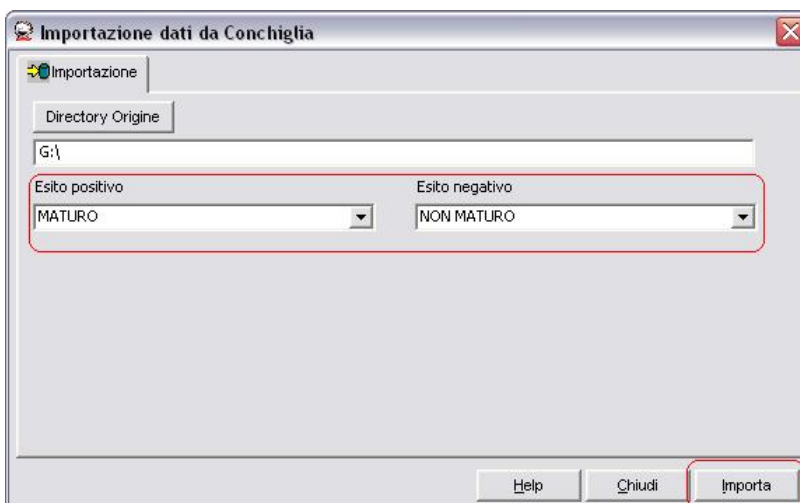 Importazione dati da Conchiglia
Importazione
Directory Origine
G:\
Esito positivo Esito negativo
MATURO NON MATURO
Help Chiudi Importa